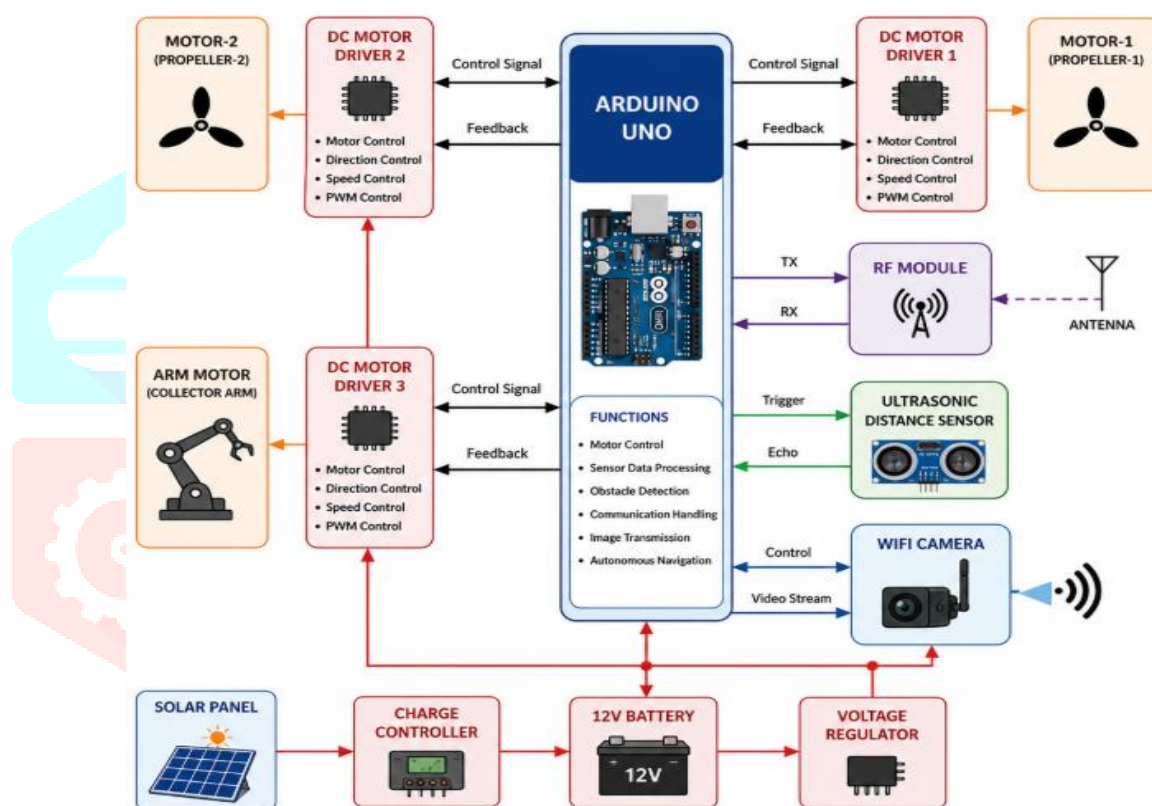 MOTOR-2
(PROPELLER-2)
DC MOTOR
DRIVER 2
• Motor Control
• Direction Control
• Speed Control
• PWM Control
Control Signal
Feedback
ARDUINO
UNO
Control Signal
Feedback
DC MOTOR
DRIVER 1
• Motor Control
• Direction Control
• Speed Control
• PWM Control
MOTOR-1
(PROPELLER-1)
TX
RX
RF MODULE
ANTENNA
ARM MOTOR
(COLLECTOR ARM)
DC MOTOR
DRIVER 3
• Motor Control
• Direction Control
• Speed Control
• PWM Control
Control Signal
Feedback
FUNCTIONS
• Motor Control
• Sensor Data Processing
• Obstacle Detection
• Communication Handling
• Image Transmission
• Autonomous Navigation
Trigger
Echo
ULTRASONIC
DISTANCE SENSOR
Control
Video Stream
WIFI CAMERA
SOLAR PANEL
CHARGE
CONTROLLER
12V BATTERY
12V
VOLTAGE
REGULATOR